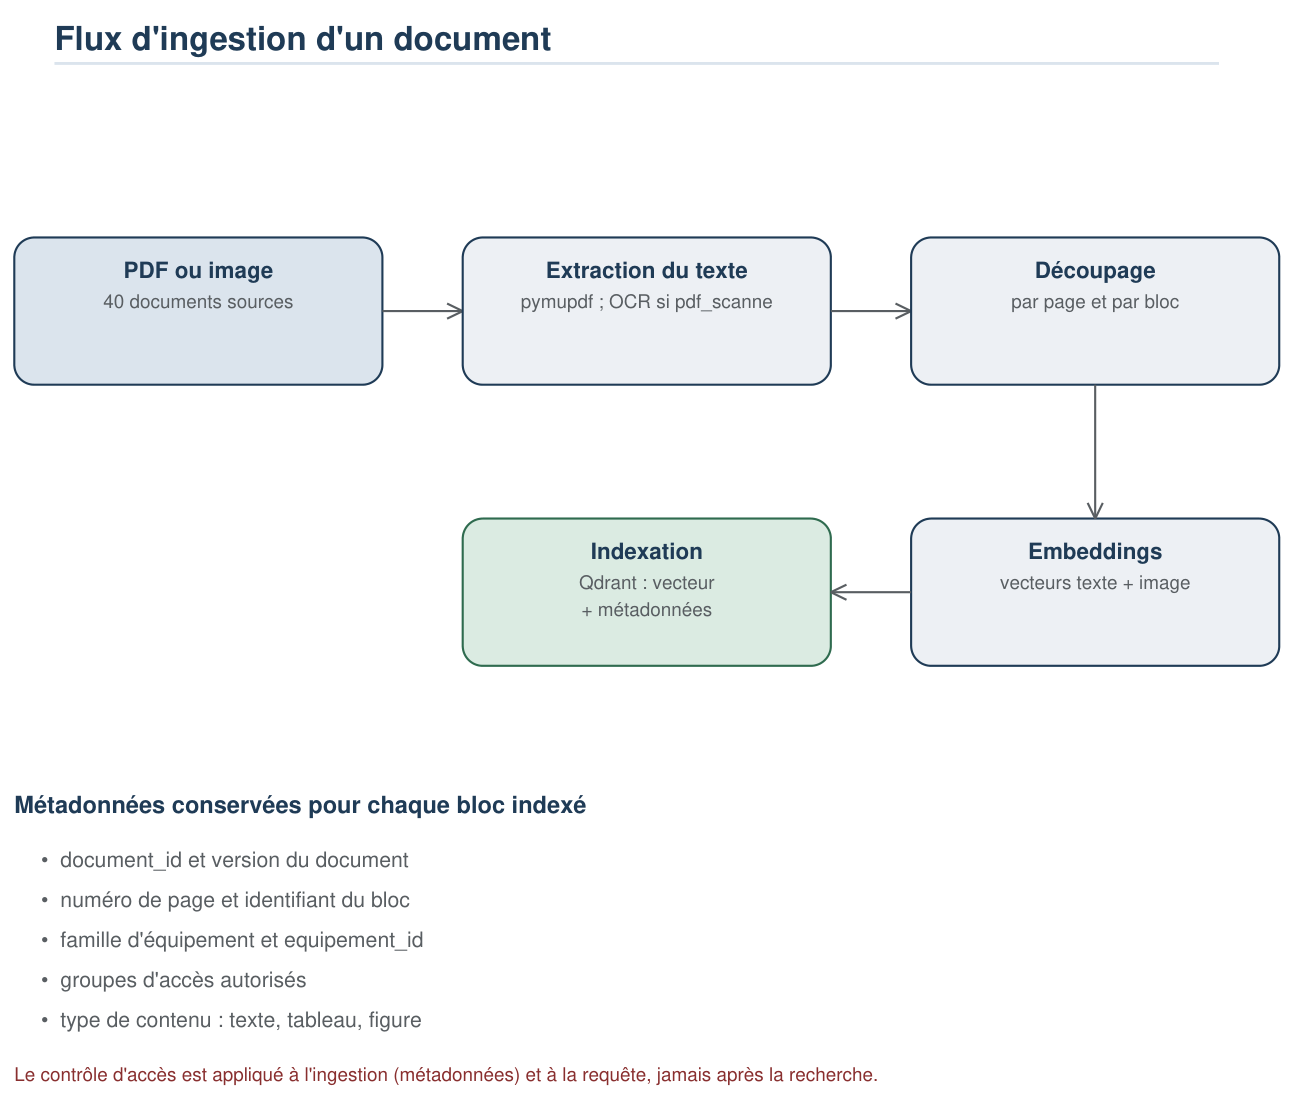 Flux d'ingestion d'un document
PDF ou image
40 documents sources
Extraction du texte
pymupdf ; OCR si pdf_scanne
Découpage
par page et par bloc
Indexation
Qdrant : vecteur
+ métadonnées
Embeddings
vecteurs texte + image
Métadonnées conservées pour chaque bloc indexé
• document_id et version du document
• numéro de page et identifiant du bloc
• famille d'équipement et equipement_id
• groupes d'accès autorisés
• type de contenu : texte, tableau, figure
Le contrôle d'accès est appliqué à l'ingestion (métadonnées) et à la requête, jamais après la recherche.